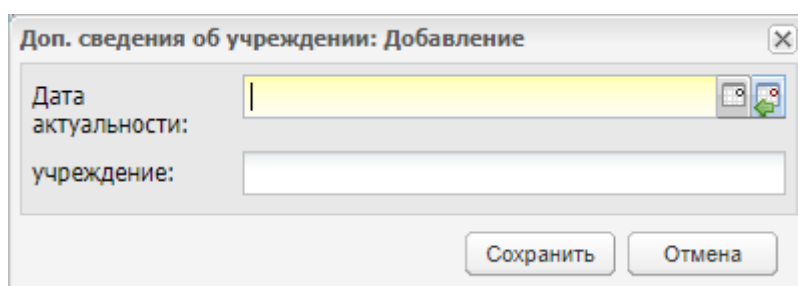 Доп. сведения об учреждении: Добавление
Дата
актуальности:
учреждение:
Сохранить Отмена